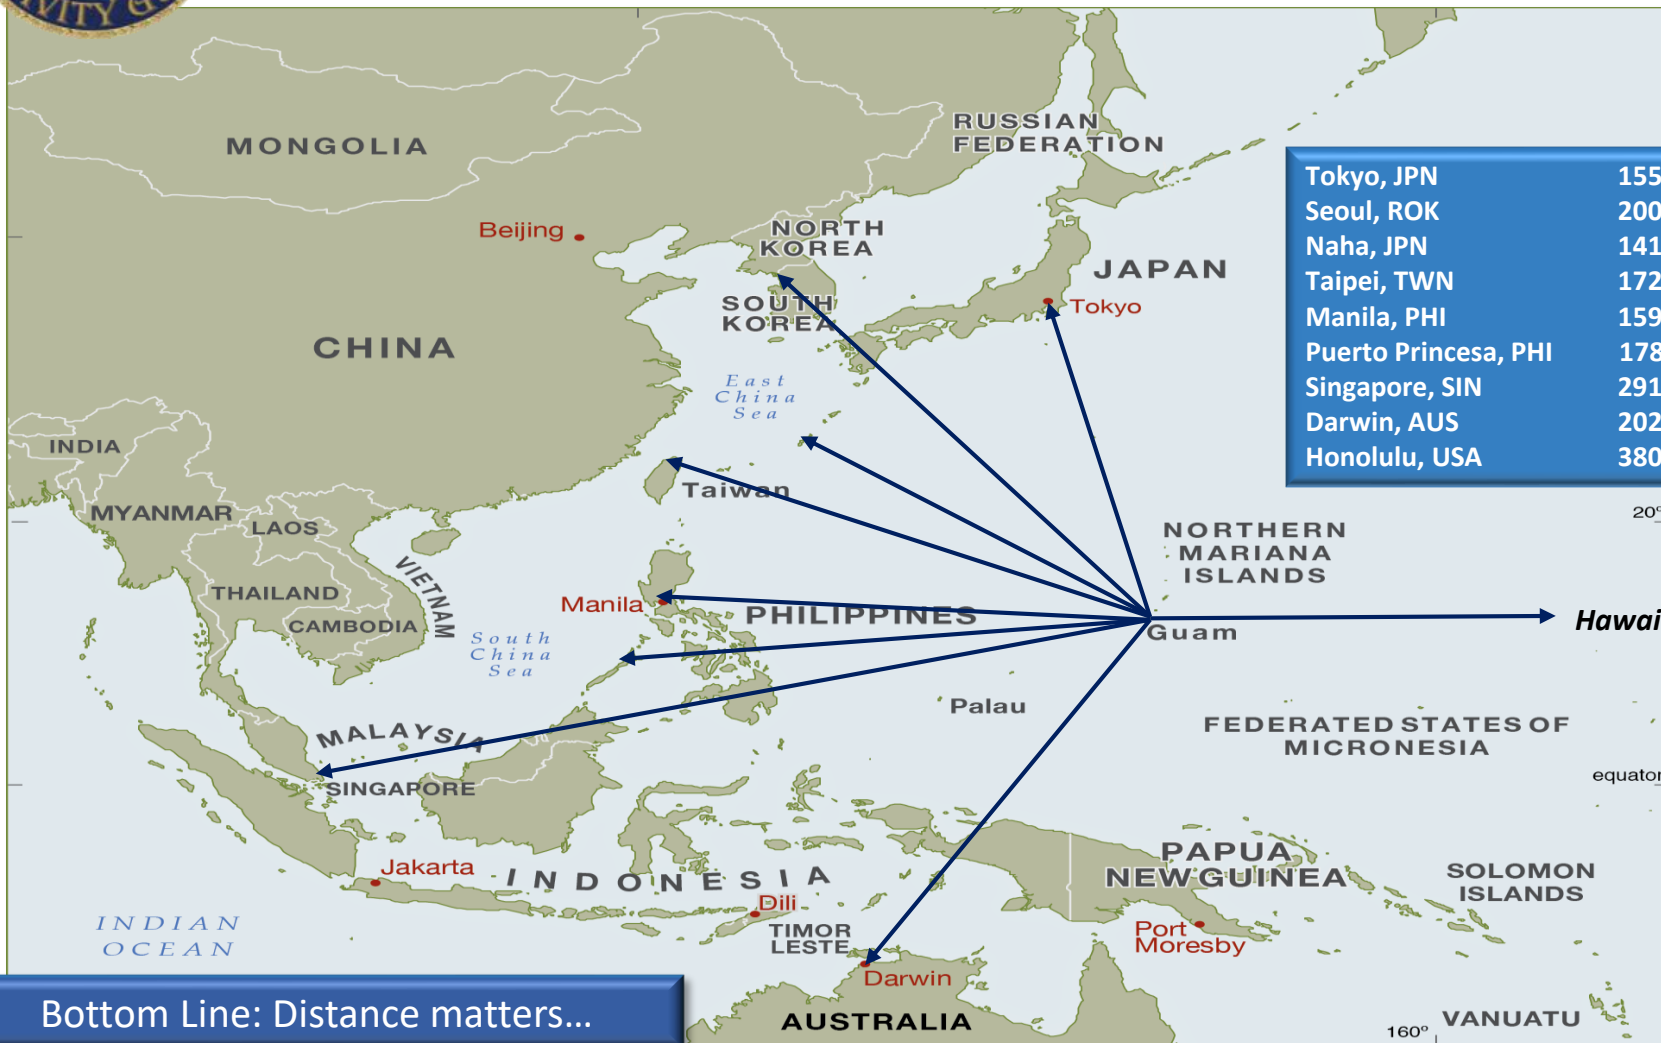 VITY GU
MONGOLIA
RUSSIAN
FEDERATION
Tokyo, JPN 155
Seoul, ROK 200
Naha, JPN 141
Taipei, TWN 172
Manila, PHI 159
Puerto Princesa, PHI 178
Singapore, SIN 291
Darwin, AUS 202
Honolulu, USA 380
Beijing
NORTH
KOREA
JAPAN
SOUTH
KOREA
Tokyo
CHINA
East
China
Sea
INDIA
Taiwan
MYANMAR
LAOS
20°
NORTHERN
MARIANA
ISLANDS
VIETNAM
THAILAND
Manila
PHILIPPINES
CAMBODIA
Guam
Hawai
South
China
Sea
Palau
FEDERATED STATES OF
MICRONESIA
MALAYSIA
SINGAPORE
equator
Jakarta
INDONESIA
PAPUA
NEW GUINEA
SOLOMON
ISLANDS
Dili
INDIAN
OCEAN
TIMOR
LESTE
Port
Moresby
Darwin
Bottom Line: Distance matters…
AUSTRALIA
160°
VANUATU